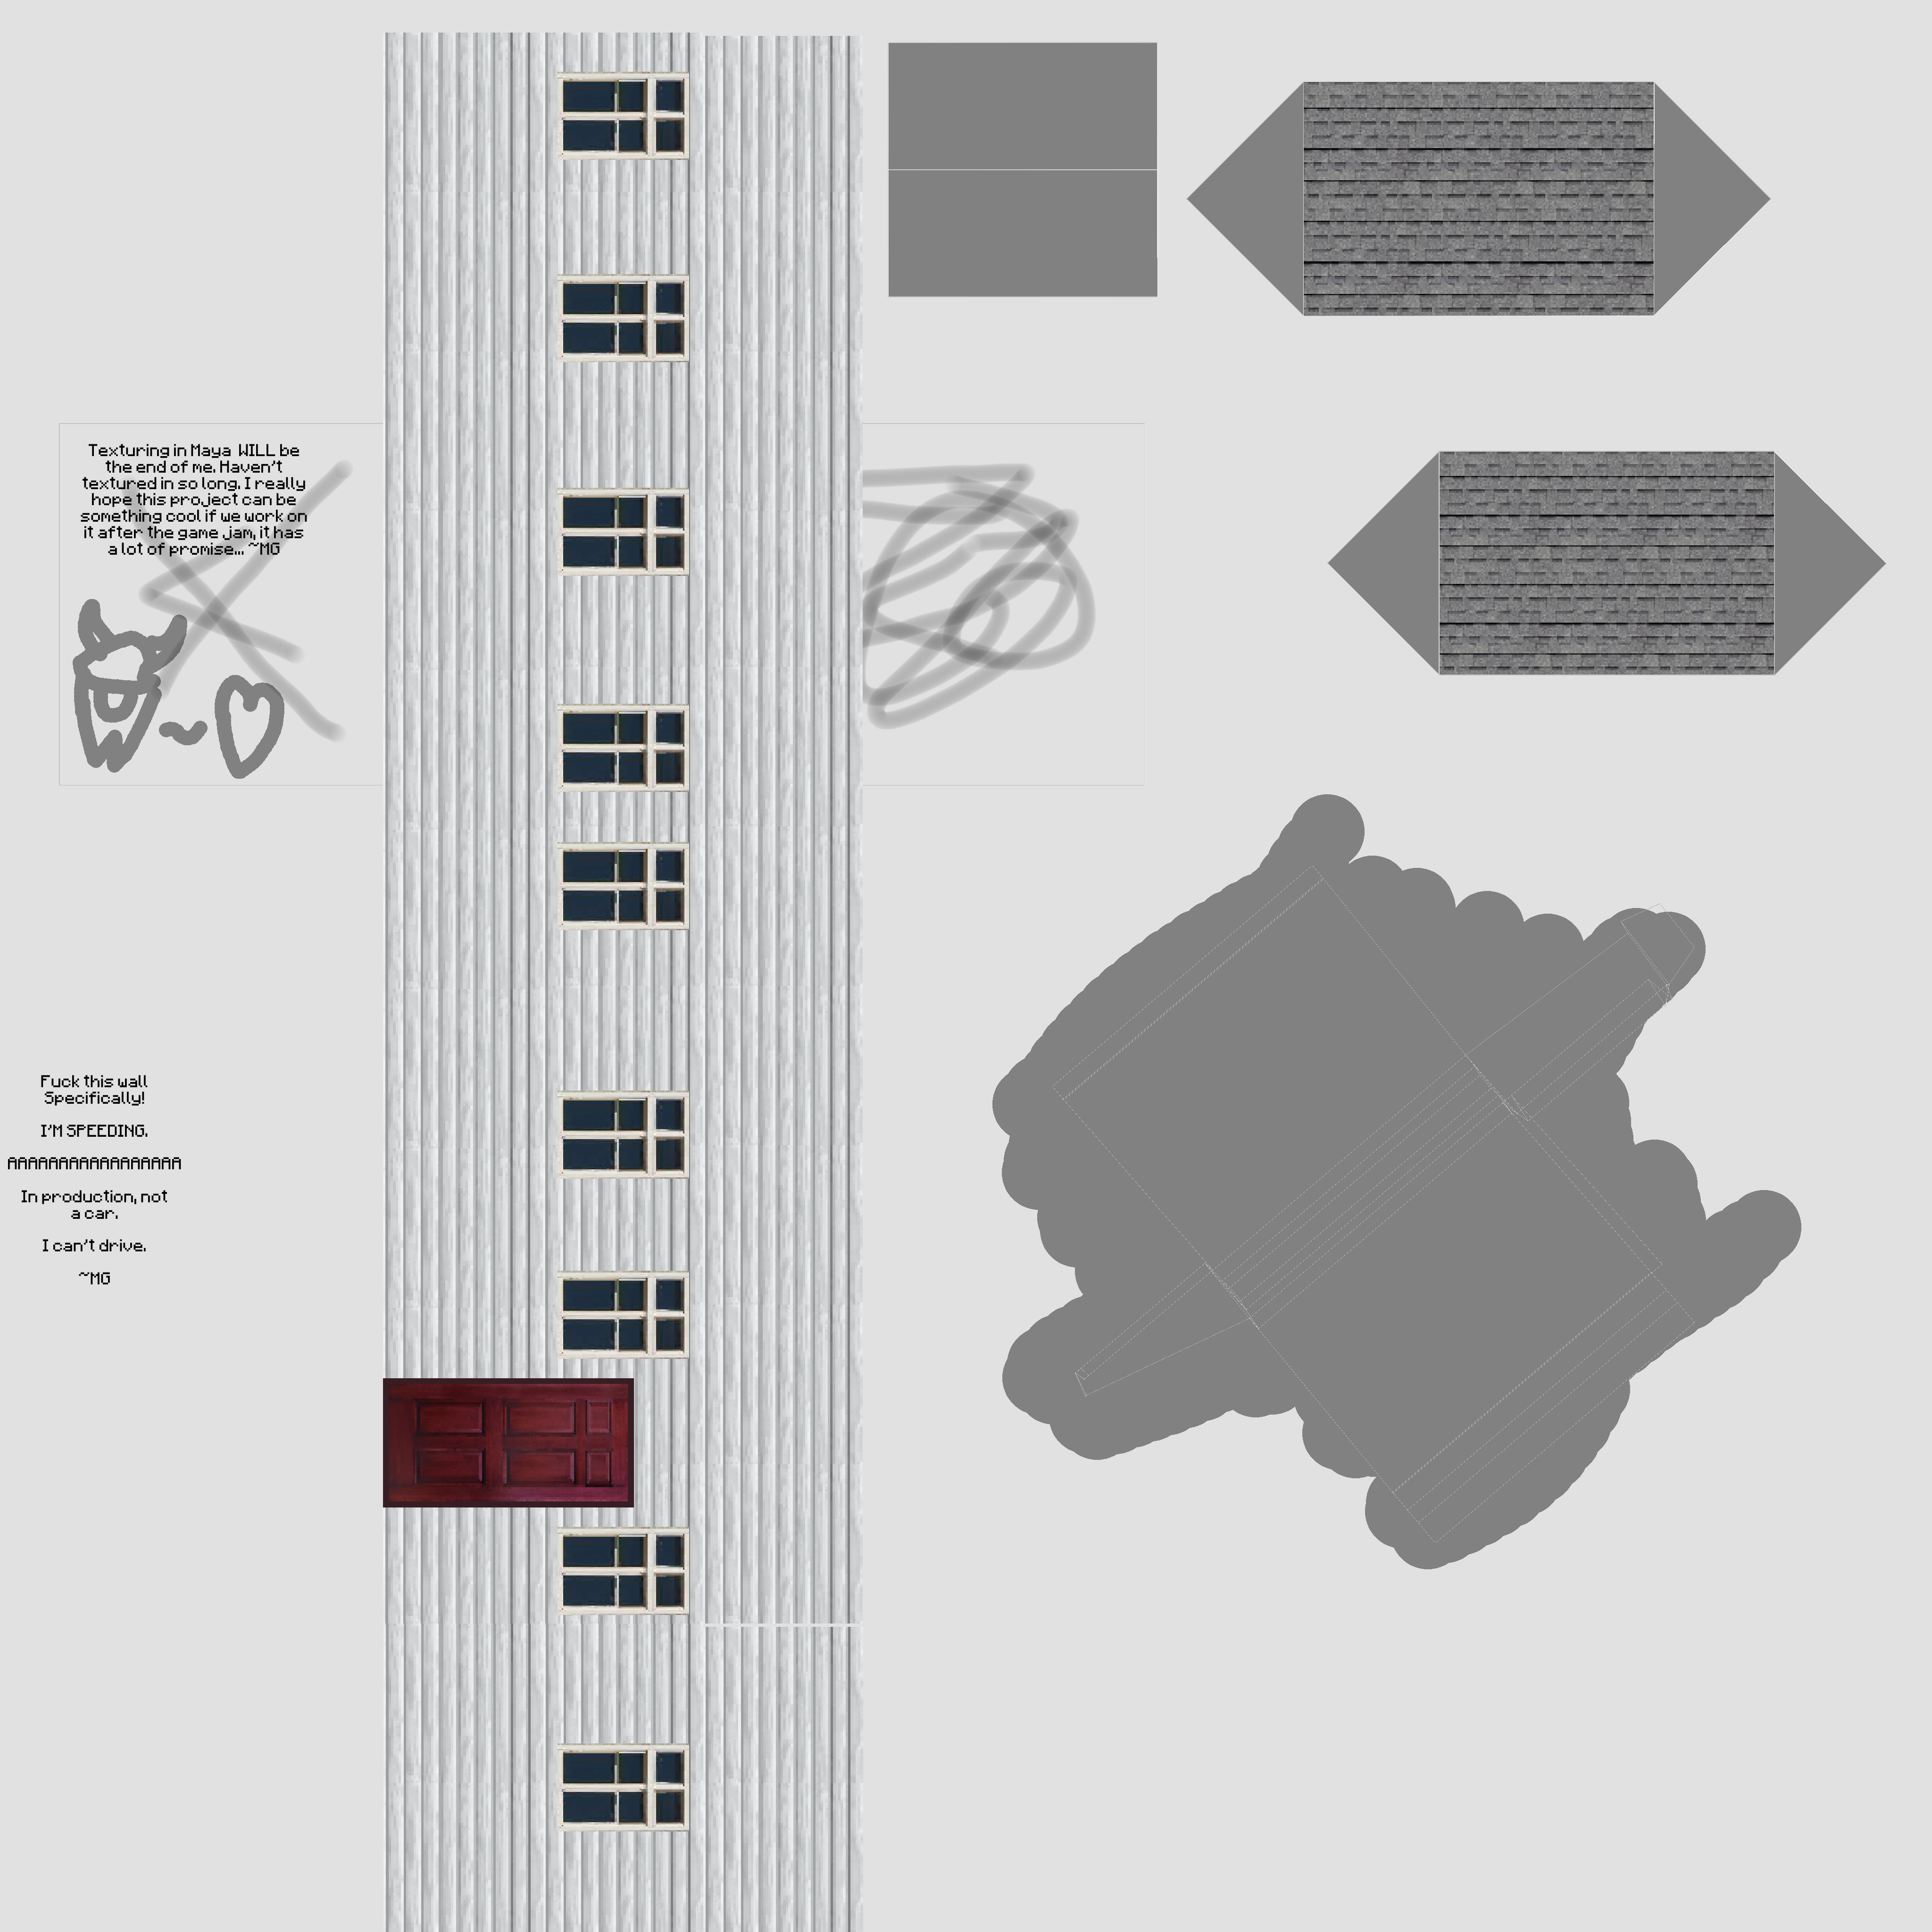 Texturing in Maya WILL be
the end of me. Haven't
textured in so long. I really
hope this project can be
something cool if we work on
it after the game jam, it has
a lot of promise... ~MG
Fuck this wall
Specifically!
I'M SPEEDING.
AAAAAAAAAAAAAAAAA
In production, not
a car.
I can't drive.
~MG